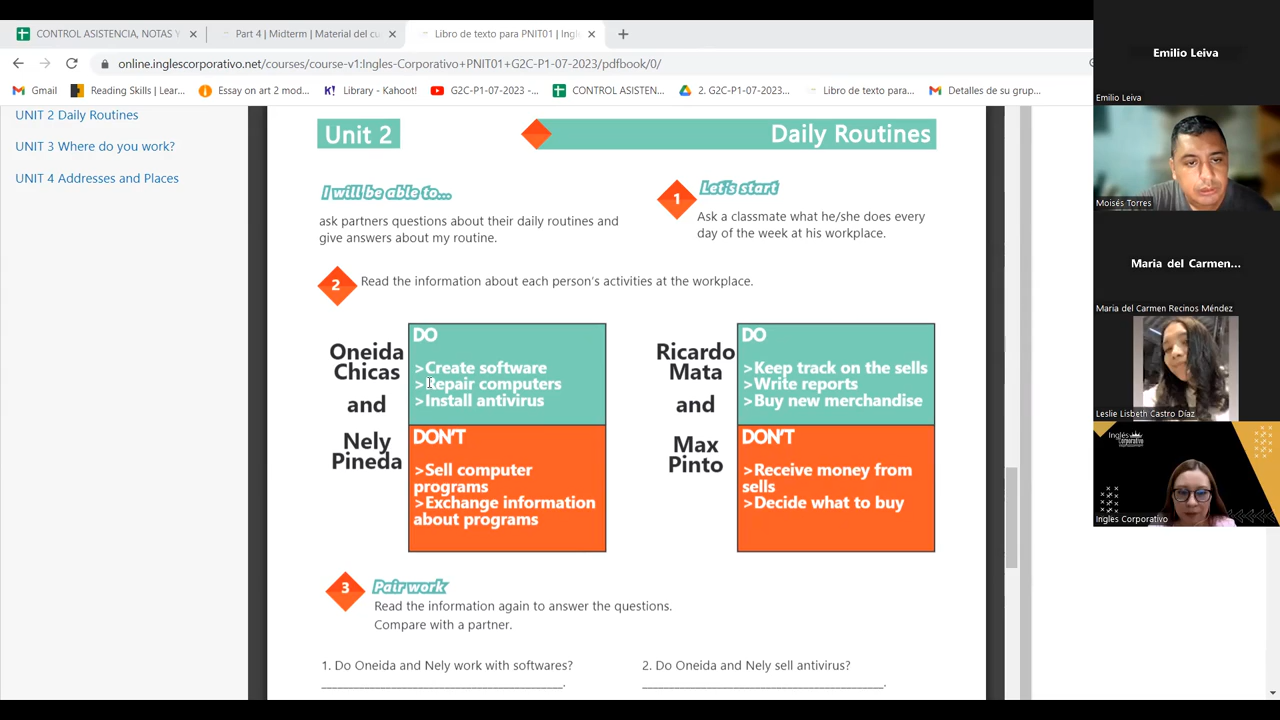 CONTROL ASISTENCIA, NOTAS Y
Part 4 | Midterm | Material del cu
Libro de texto para PNIT01 | Ingl
online.inglescorporativo.net/courses/course-v1:Ingles-Corporativo+PNIT01+G2C-P1-07-2023/pdfbook/0/
Gmail
Reading Skills | Lear...
Essay on art 2 mod...
Library - Kahoot!
G2C-P1-07-2023 -...
CONTROL ASISTEN...
2. G2C-P1-07-2023...
Libro de texto para...
Detalles de su grup...
UNIT 2 Daily Routines
UNIT 3 Where do you work?
UNIT 4 Addresses and Places
Unit 2
Daily Routines
I will be able to...
ask partners questions about their daily routines and
give answers about my routine.
1
Let's start
Ask a classmate what he/she does every
day of the week at his workplace.
2
Read the information about each person's activities at the workplace.
Oneida
Chicas
and
Nely
Pineda
DO
>Create software
>Repair computers
>Install antivirus
DON'T
>Sell computer
programs
>Exchange information
about programs
Ricardo
Mata
and
Max
Pinto
DO
>Keep track on the sells
>Write reports
>Buy new merchandise
DON'T
>Receive money from
sells
>Decide what to buy
3
Pair work
Read the information again to answer the questions.
Compare with a partner.
1. Do Oneida and Nely work with softwares?
2. Do Oneida and Nely sell antivirus?
Emilio Leiva
Emilio Leiva
Moisés Torres
Maria del Carmen...
Maria del Carmen Recinos Méndez
Leslie Lisbeth Castro Díaz
Inglés
Corporativo
Ingles Corporativo